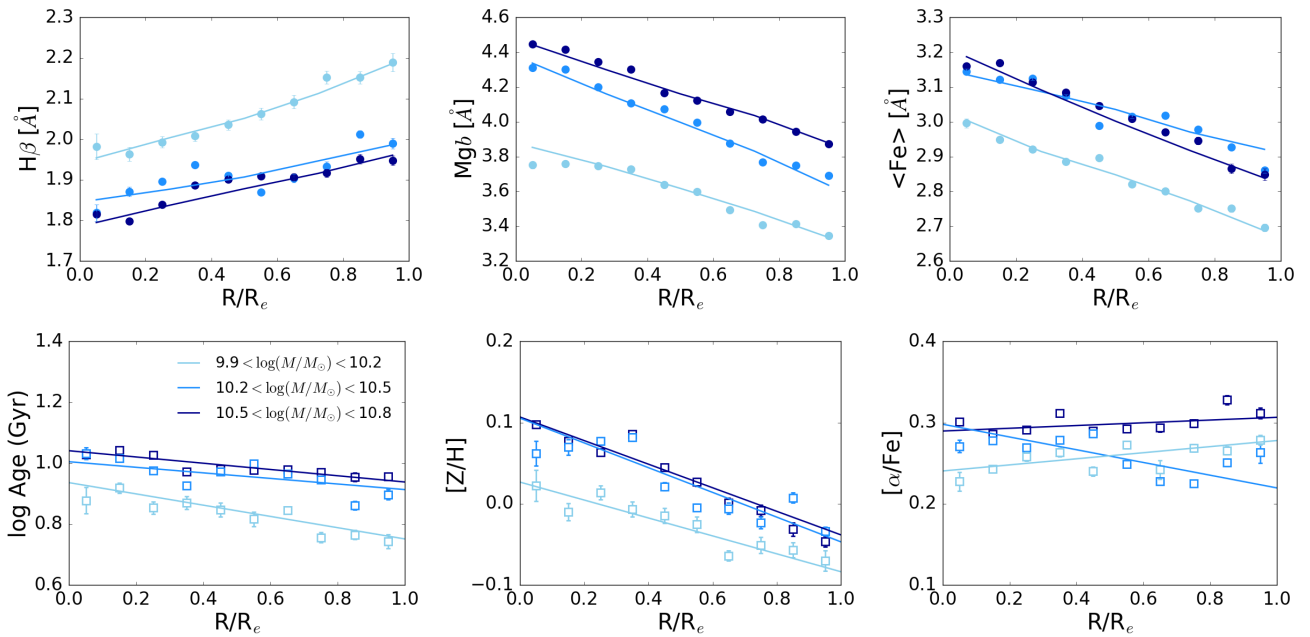 2.3
2.2
2.1
2.0
1.9
1.8
1.7
Hβ [Å]
0.0 0.2 0.4 0.6 0.8 1.0
R/Rₑ
4.6
4.4
4.2
4.0
3.8
3.6
3.4
3.2
Mgb [Å]
0.0 0.2 0.4 0.6 0.8 1.0
R/Rₑ
3.3
3.2
3.1
3.0
2.9
2.8
2.7
2.6
<Fe> [Å]
0.0 0.2 0.4 0.6 0.8 1.0
R/Rₑ
1.4
1.2
1.0
0.8
0.6
log Age (Gyr)
9.9 < log(M/M⊙) < 10.2
10.2 < log(M/M⊙) < 10.5
10.5 < log(M/M⊙) < 10.8
0.0 0.2 0.4 0.6 0.8 1.0
R/Rₑ
0.2
0.1
0.0
−0.1
[Z/H]
0.0 0.2 0.4 0.6 0.8 1.0
R/Rₑ
0.4
0.3
0.2
0.1
[α/Fe]
0.0 0.2 0.4 0.6 0.8 1.0
R/Rₑ